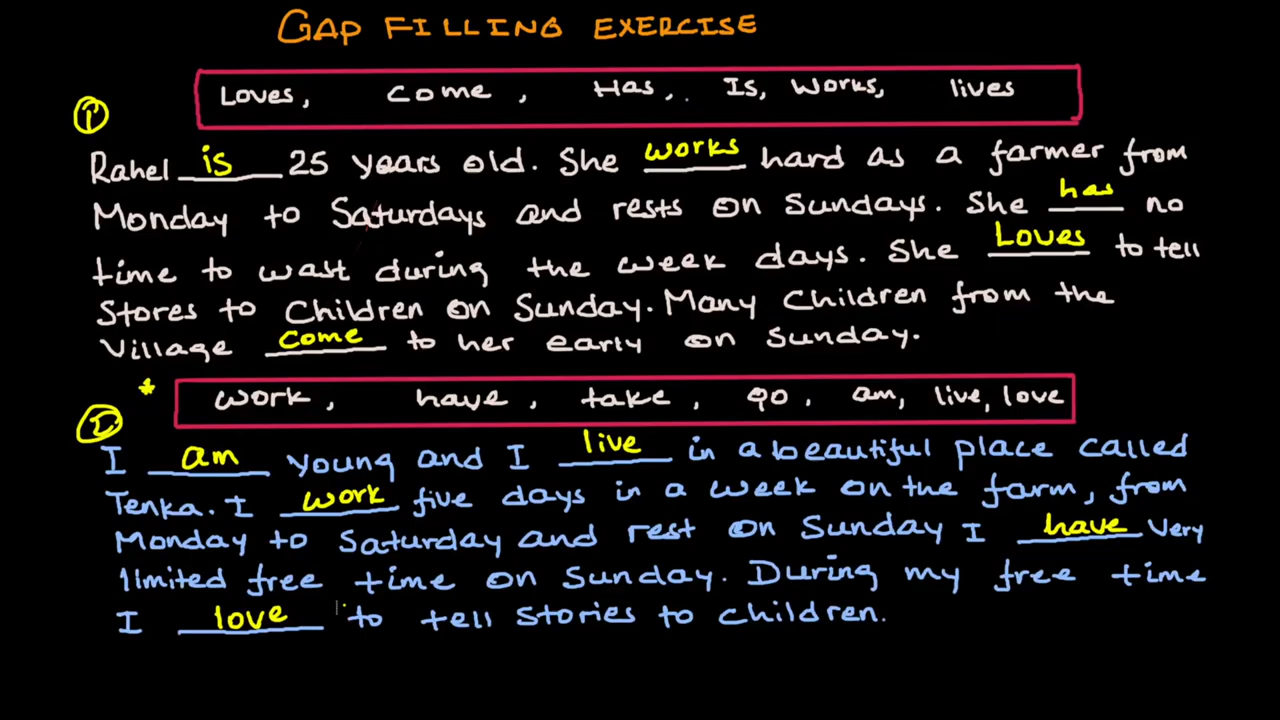 GAP FILLING EXERCISE
Loves, come, Has, Is, Works, lives
1
Rahel is 25 years old. She works hard as a farmer from
Monday to Saturdays and rests on Sundays. She has no
time to wast during the week days. She Loves to tell
Stores to Children on Sunday. Many Children from the
Village come to her early on Sunday.
* work, have, take, go, am, live, love
I am young and I live in a beautiful place called
Tenka. I work five days in a week on the farm, from
Monday to Saturday and rest on Sunday I have Very
limited free time on Sunday. During my free time
I love to tell stories to children.